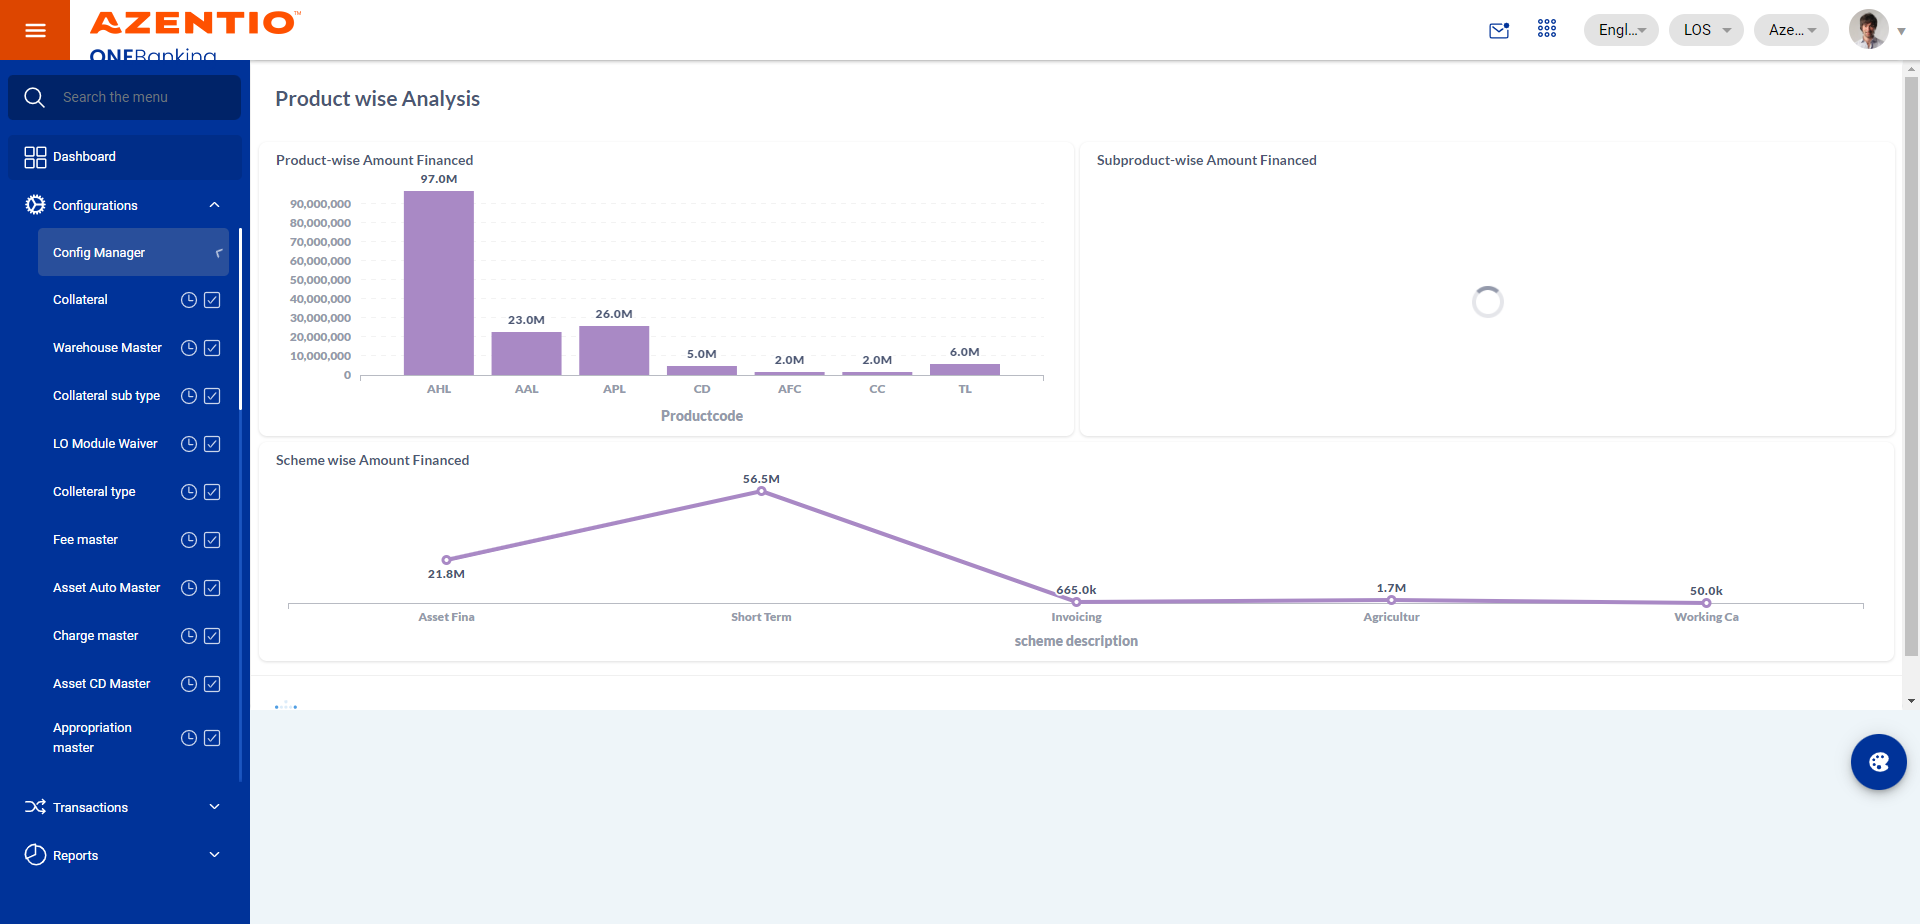 AZENTIO™
ONEBanking
Engl...
LOS
Aze...
Search the menu
Dashboard
Configurations
Config Manager
Collateral
Warehouse Master
Collateral sub type
LO Module Waiver
Colleteral type
Fee master
Asset Auto Master
Charge master
Asset CD Master
Appropriation
master
Transactions
Reports
Product wise Analysis
Product-wise Amount Financed
97.0M
90,000,000
80,000,000
70,000,000
60,000,000
50,000,000
40,000,000
30,000,000
20,000,000
10,000,000
0
23.0M
26.0M
5.0M
2.0M
2.0M
6.0M
AHL AAL APL CD AFC CC TL
Productcode
Subproduct-wise Amount Financed
Scheme wise Amount Financed
56.5M
21.8M
665.0k
1.7M
50.0k
Asset Fina Short Term Invoicing Agricultur Working Ca
scheme description